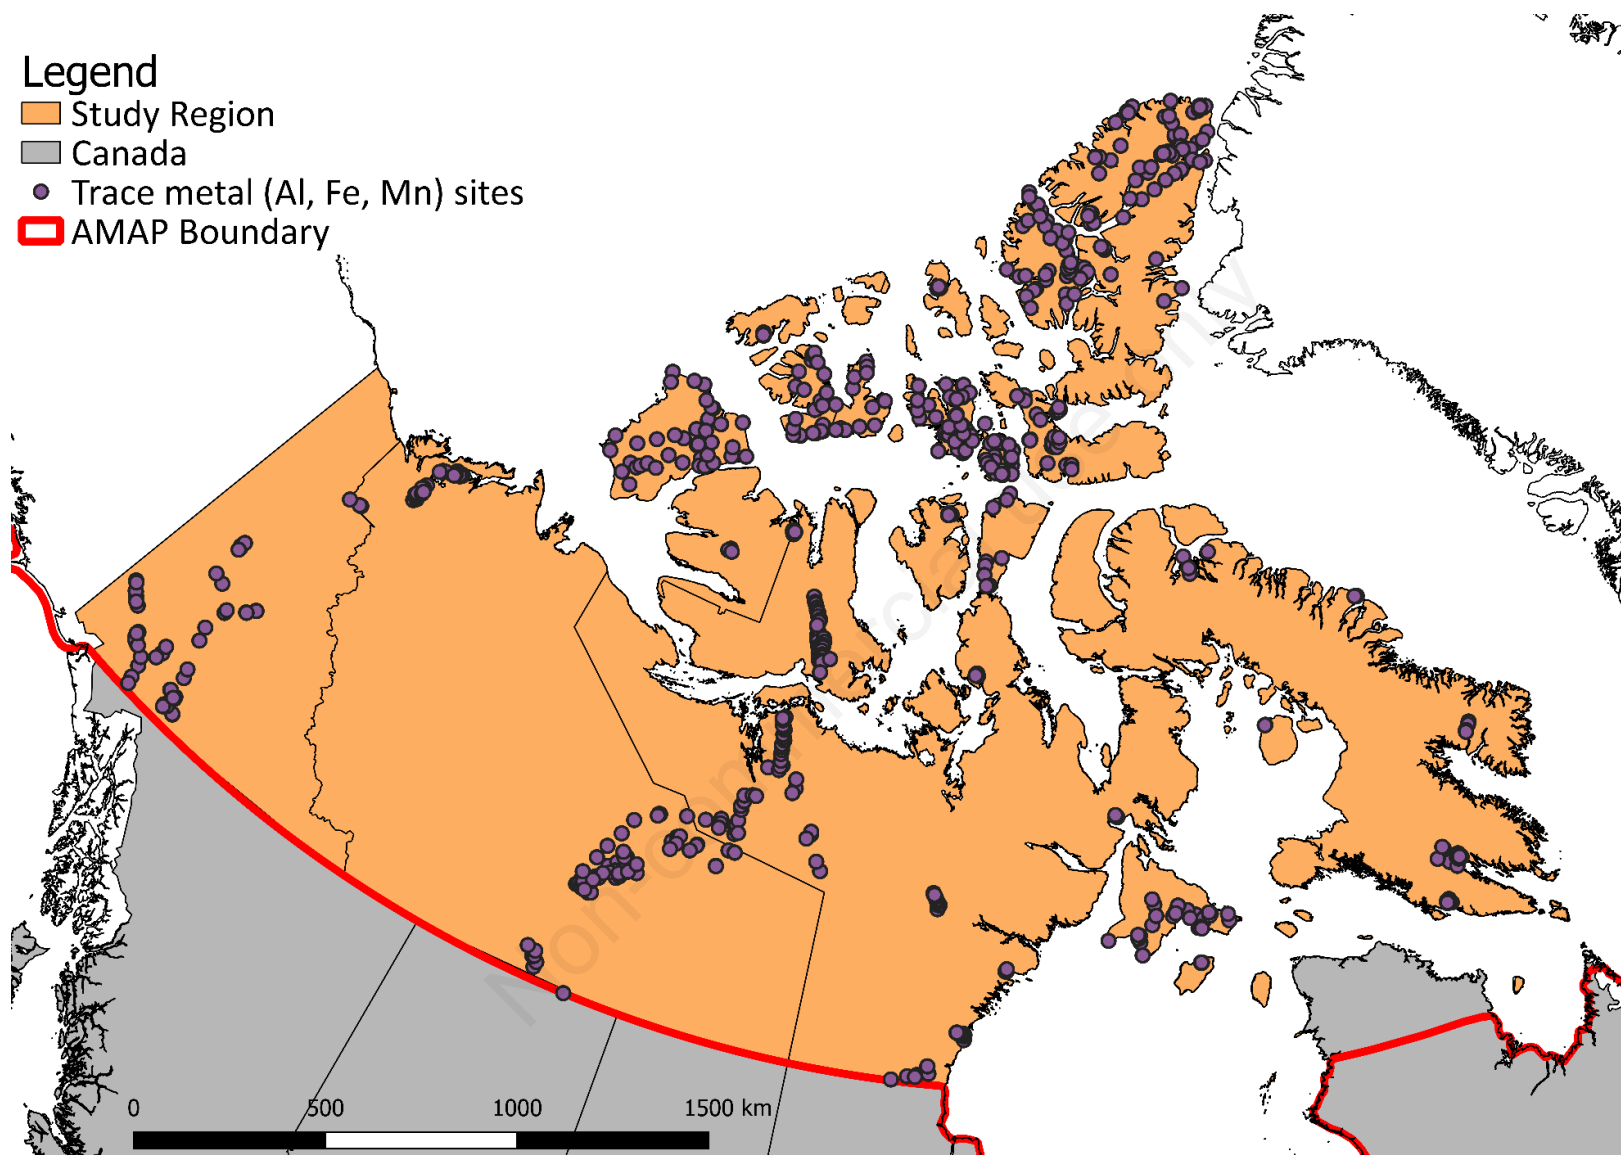 Legend
Study Region
Canada
Trace metal (Al, Fe, Mn) sites
AMAP Boundary
0 500 1000 1500 km